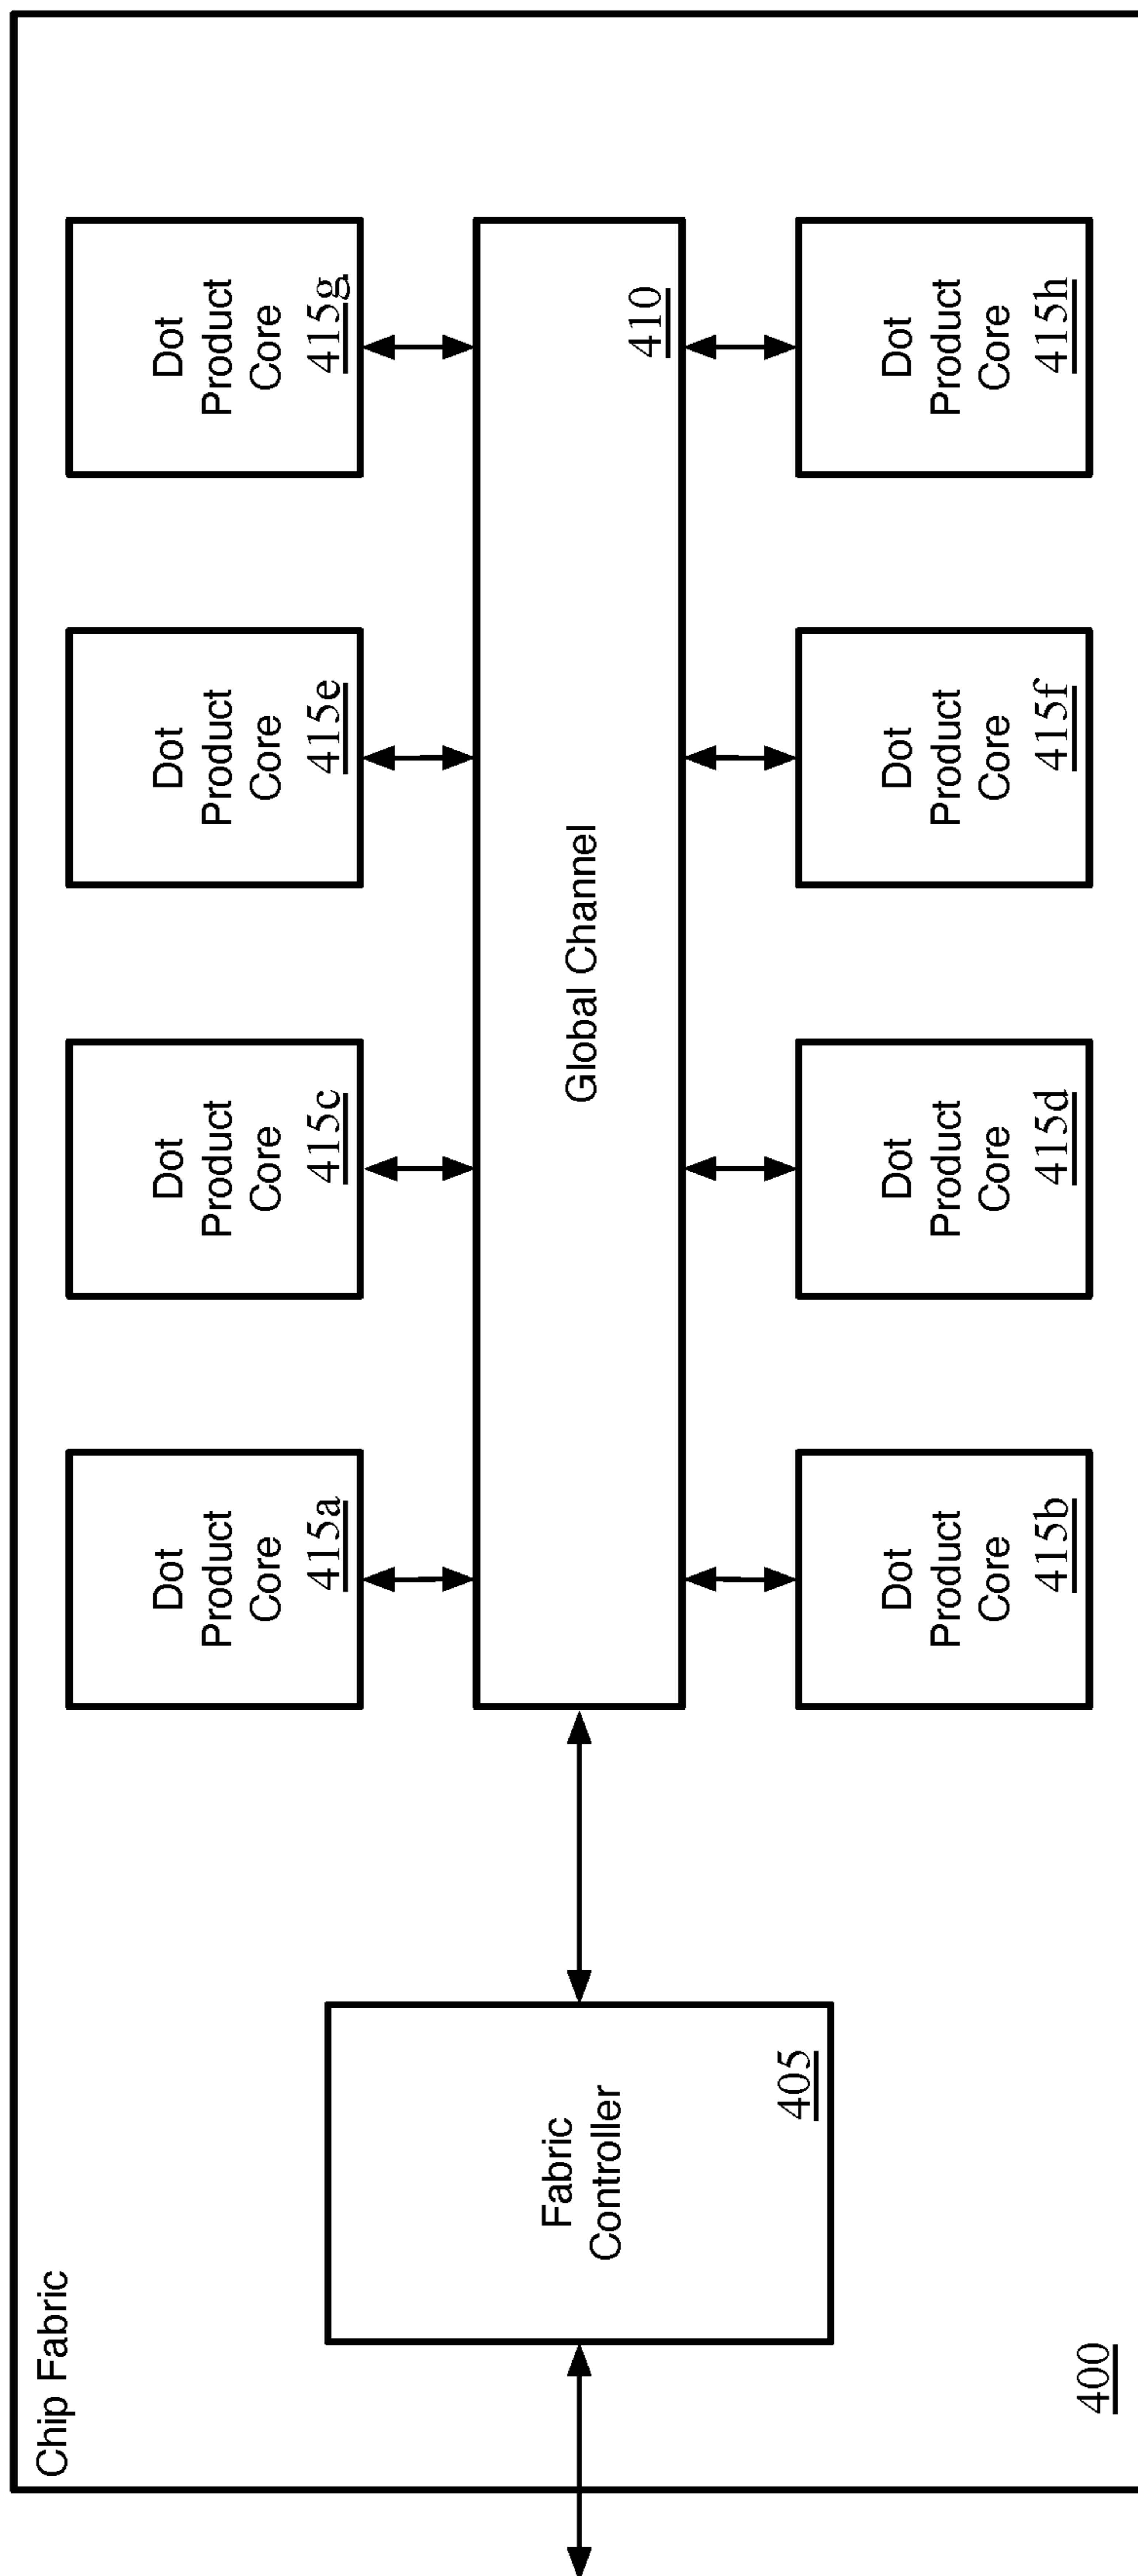 Chip Fabric
Dot
Product
Core
415a
Dot
Product
Core
415c
Dot
Product
Core
415e
Dot
Product
Core
415g
Fabric
Controller
405
Global Channel
410
Dot
Product
Core
415b
Dot
Product
Core
415d
Dot
Product
Core
415f
Dot
Product
Core
415h
400